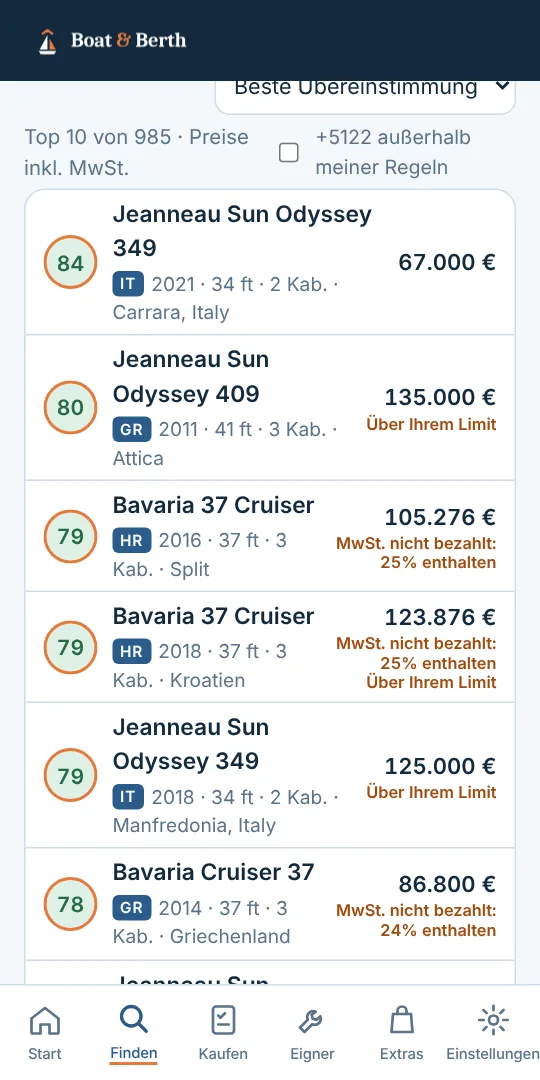 Boat & Berth
Beste Übereinstimmung
Top 10 von 985 · Preise
inkl. MwSt.
+5122 außerhalb
meiner Regeln
84
Jeanneau Sun Odyssey
349
IT 2021 · 34 ft · 2 Kab. ·
Carrara, Italy
67.000 €
80
Jeanneau Sun
Odyssey 409
GR 2011 · 41 ft · 3 Kab. ·
Attica
135.000 €
Über Ihrem Limit
79
Bavaria 37 Cruiser
HR 2016 · 37 ft · 3
Kab. · Split
105.276 €
MwSt. nicht bezahlt:
25% enthalten
79
Bavaria 37 Cruiser
HR 2018 · 37 ft · 3
Kab. · Kroatien
123.876 €
MwSt. nicht bezahlt:
25% enthalten
Über Ihrem Limit
79
Jeanneau Sun
Odyssey 349
IT 2018 · 34 ft · 2 Kab. ·
Manfredonia, Italy
125.000 €
Über Ihrem Limit
78
Bavaria Cruiser 37
GR 2014 · 37 ft · 3
Kab. · Griechenland
86.800 €
MwSt. nicht bezahlt:
24% enthalten
Jeanneau Sun
Start
Finden
Kaufen
Eigner
Extras
Einstellungen